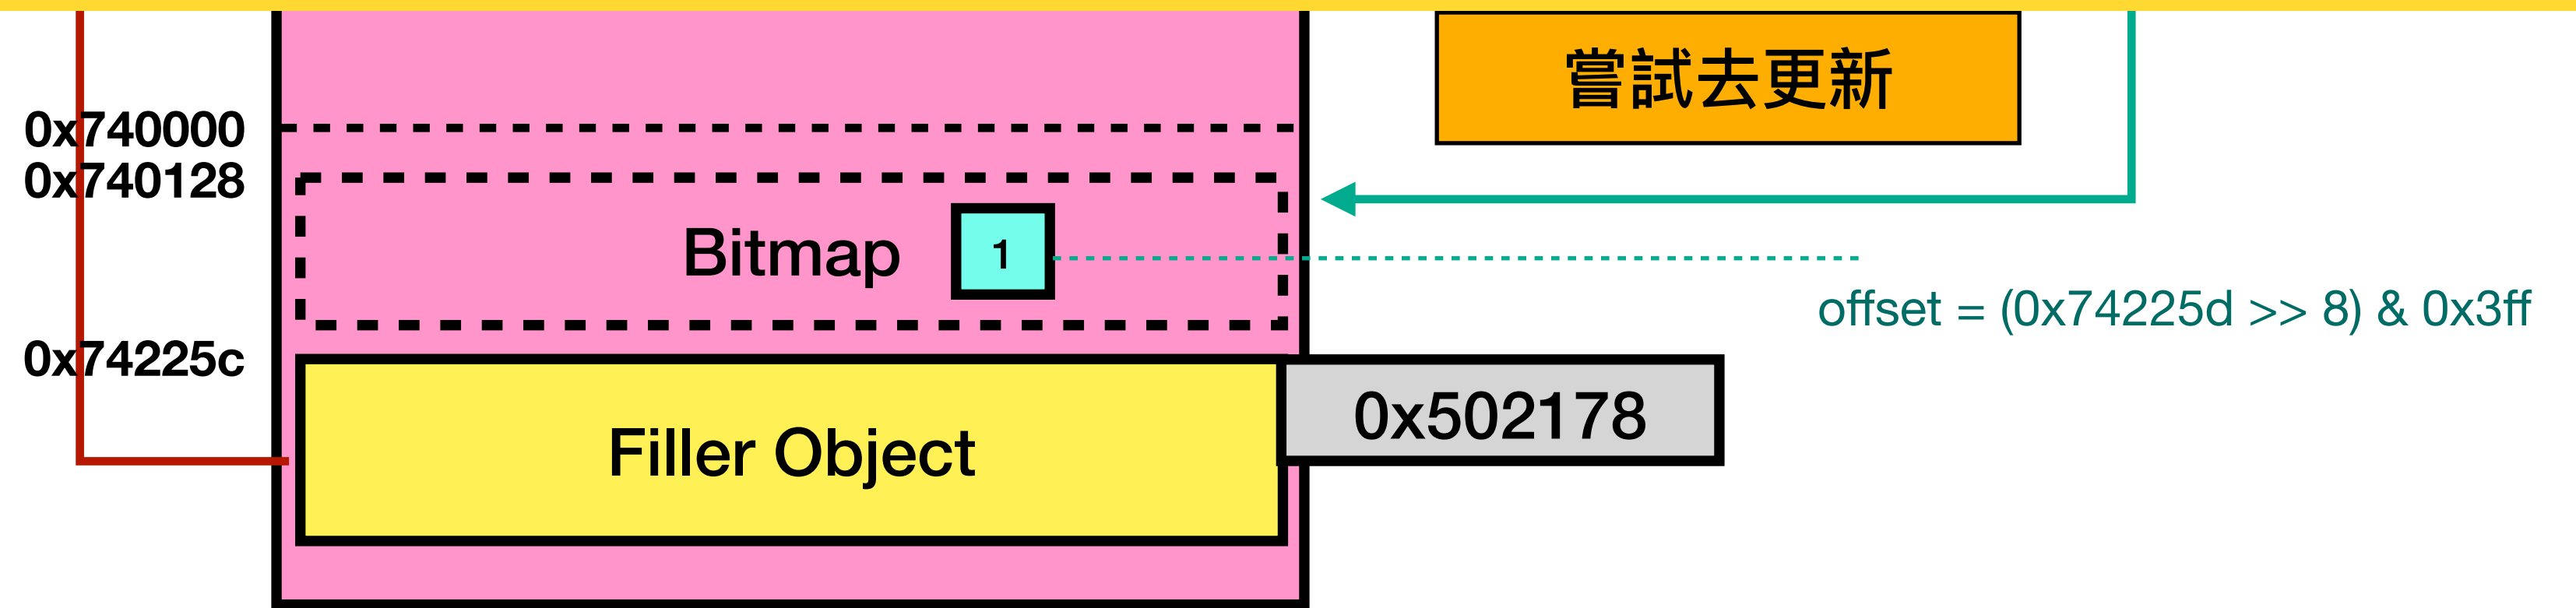 嘗試去更新
0x740000
0x740128
Bitmap 1
offset = (0x74225d >> 8) & 0x3ff
0x74225c
0x502178
Filler Object